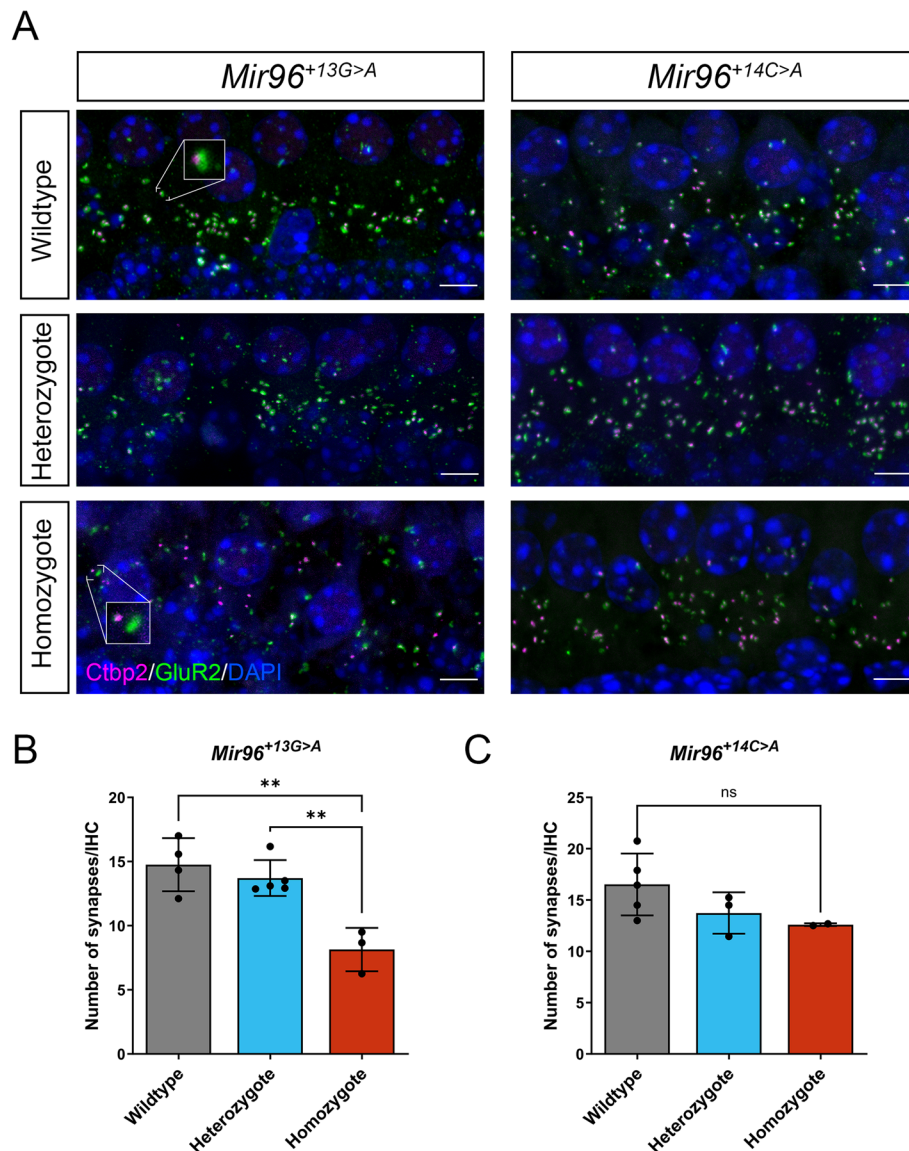 A
Mir96+13G>A
Mir96+14C>A
Wildtype
Heterozygote
Homozygote
Ctbp2/GluR2/DAPI
B
Mir96+13G>A
**
**
Number of synapses/IHC
20
15
10
5
0
Wildtype
Heterozygote
Homozygote
C
Mir96+14C>A
ns
Number of synapses/IHC
25
20
15
10
5
0
Wildtype
Heterozygote
Homozygote